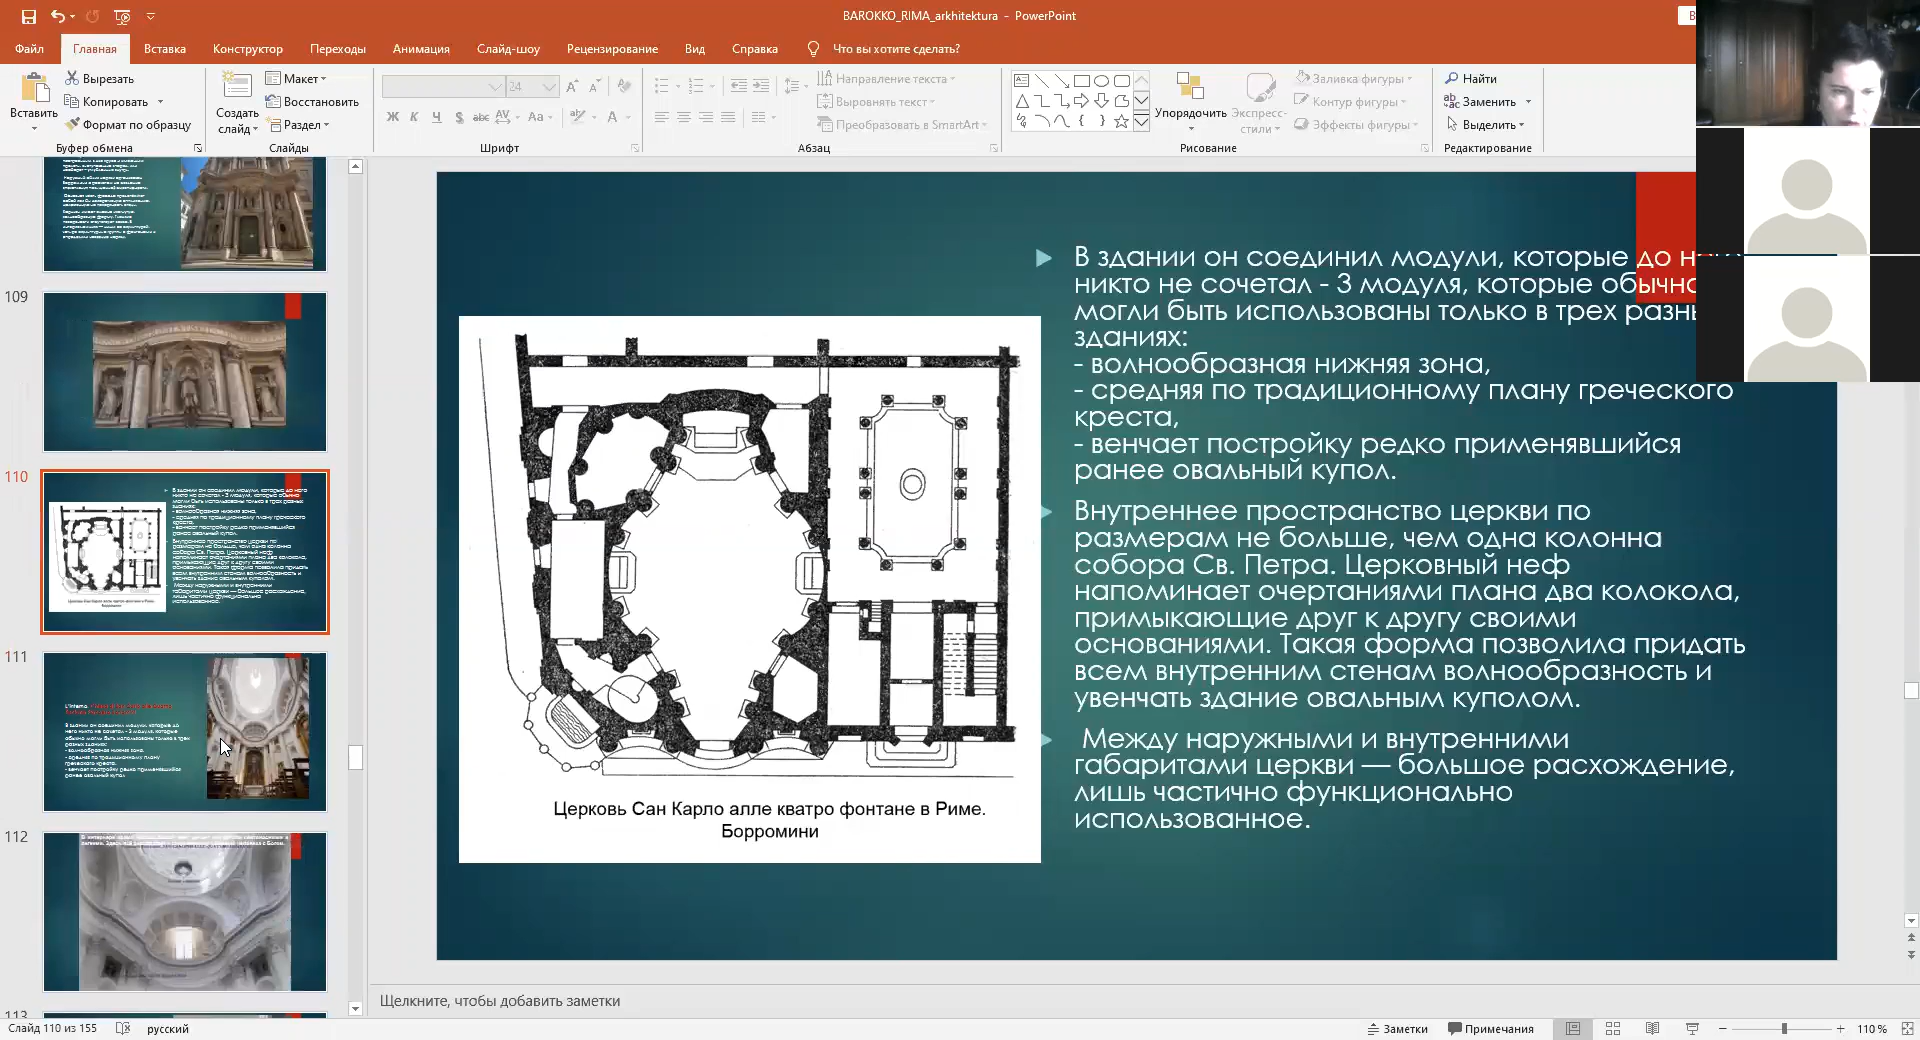 BAROKKO_RIMA_arkhitektura - PowerPoint
Файл Главная Вставка Конструктор Переходы Анимация Слайд-шоу Рецензирование Вид Справка Что вы хотите сделать?
Вставить
Вырезать
Копировать
Формат по образцу
Буфер обмена
Создать слайд
Макет
Восстановить
Раздел
Слайды
24
Ж К Ч S abc AV Aa A
Шрифт
Направление текста
Выровнять текст
Преобразовать в SmartArt
Абзац
Упорядочить
Экспресс-стили
Заливка фигуры
Контур фигуры
Эффекты фигуры
Рисование
Найти
Заменить
Выделить
Редактирование
109
110
111
112
113
В здании он соединил модули, которые до него
никто не сочетал - 3 модуля, которые обычно
могли быть использованы только в трех
зданиях:
- волнообразная нижняя зона,
- средняя по традиционному плану греческого
креста,
- венчает постройку редко применявшийся
ранее овальный купол.
Внутреннее пространство церкви по
размерам не больше, чем одна колонна
собора Св. Петра. Церковный неф
напоминает очертаниями плана два колокола,
примыкающие друг к другу своими
основаниями. Такая форма позволила придать
всем внутренним стенам волнообразность и
увенчать здание овальным куполом.
Между наружными и внутренними
габаритами церкви — большое расхождение,
лишь частично функционально
использованное.
Церковь Сан Карло алле кватро фонтане в Риме.
Борромини
Щелкните, чтобы добавить заметки
Слайд 110 из 155 русский Заметки Примечания 110 %